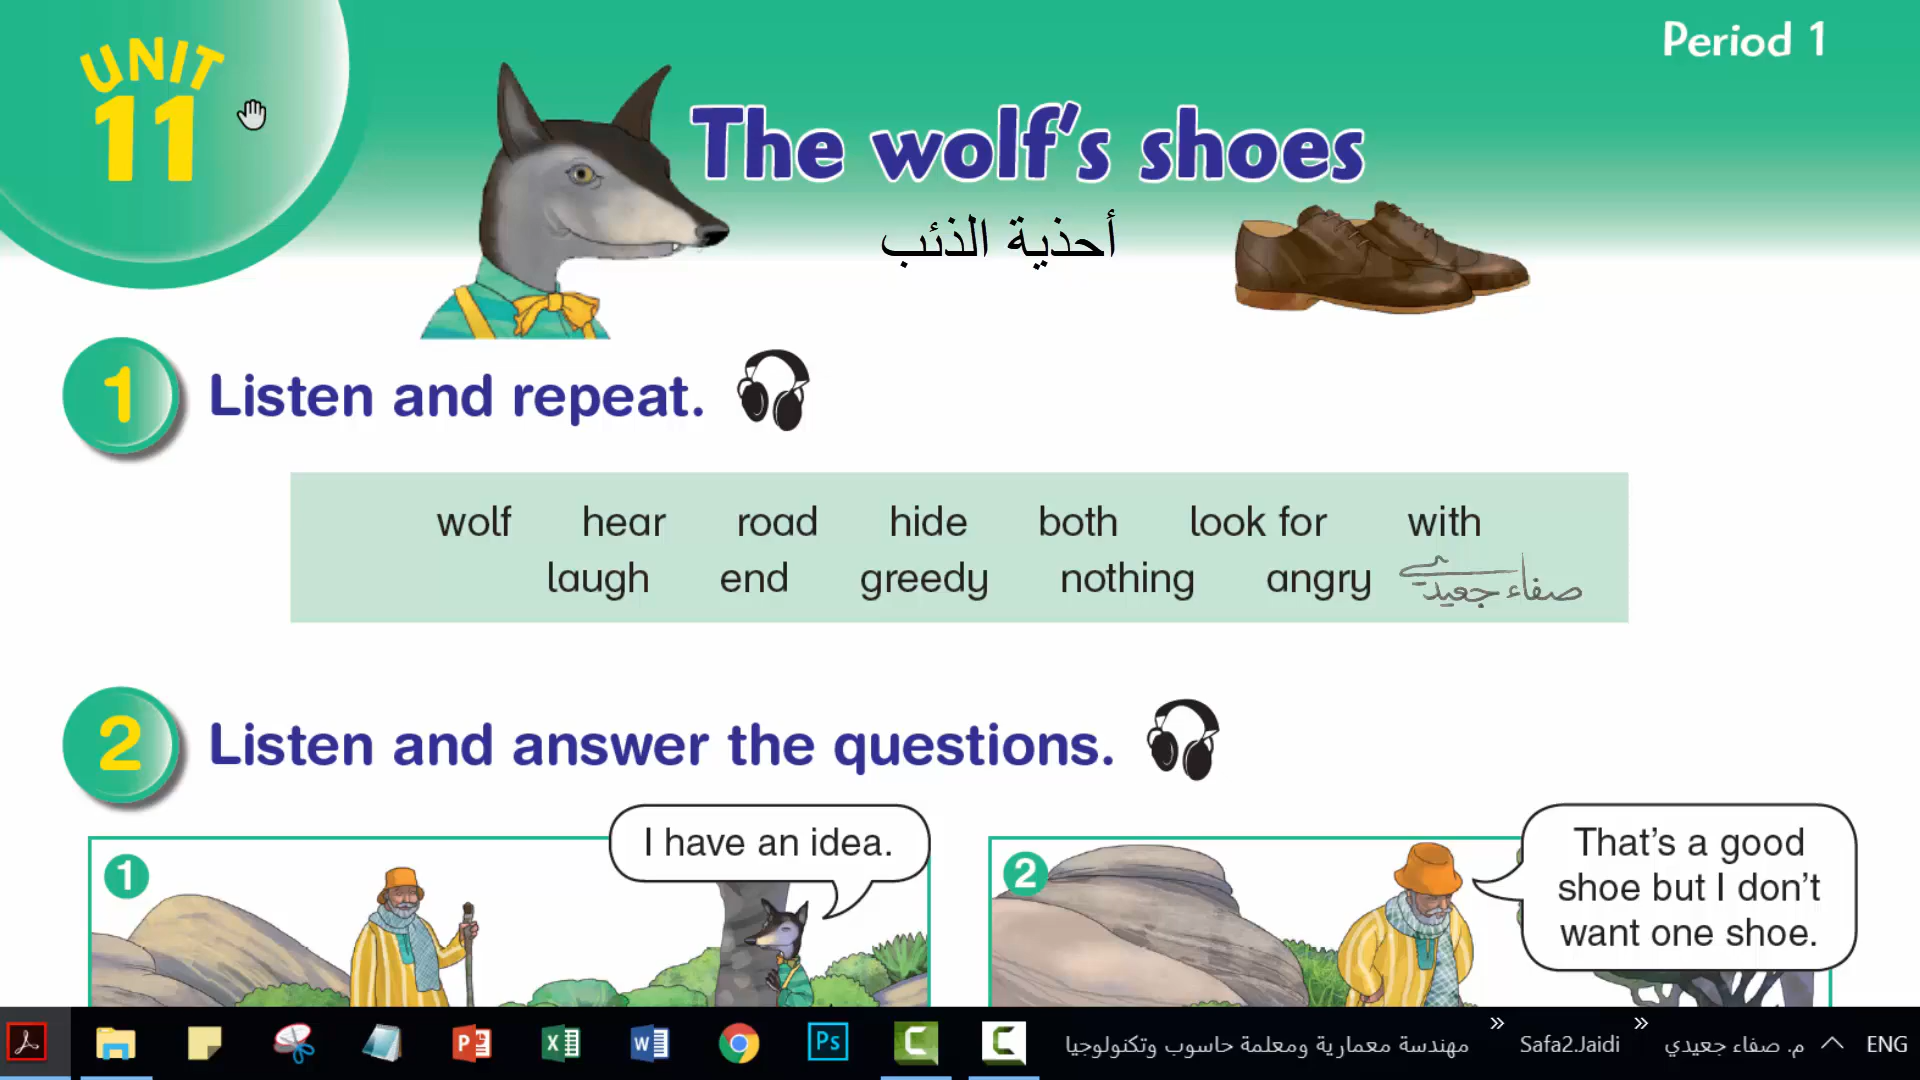 Period 1
UNIT
11
The wolf's shoes
أحذية الذئب
1 Listen and repeat.
wolf hear road hide both look for with
laugh end greedy nothing angry
صفاء جعيدي
2 Listen and answer the questions.
1
I have an idea.
2
That's a good
shoe but I don't
want one shoe.
Ps
مهندسة معمارية ومعلمة حاسوب وتكنولوجيا » Safa2.Jaidi » م. صفاء جعيدي ENG